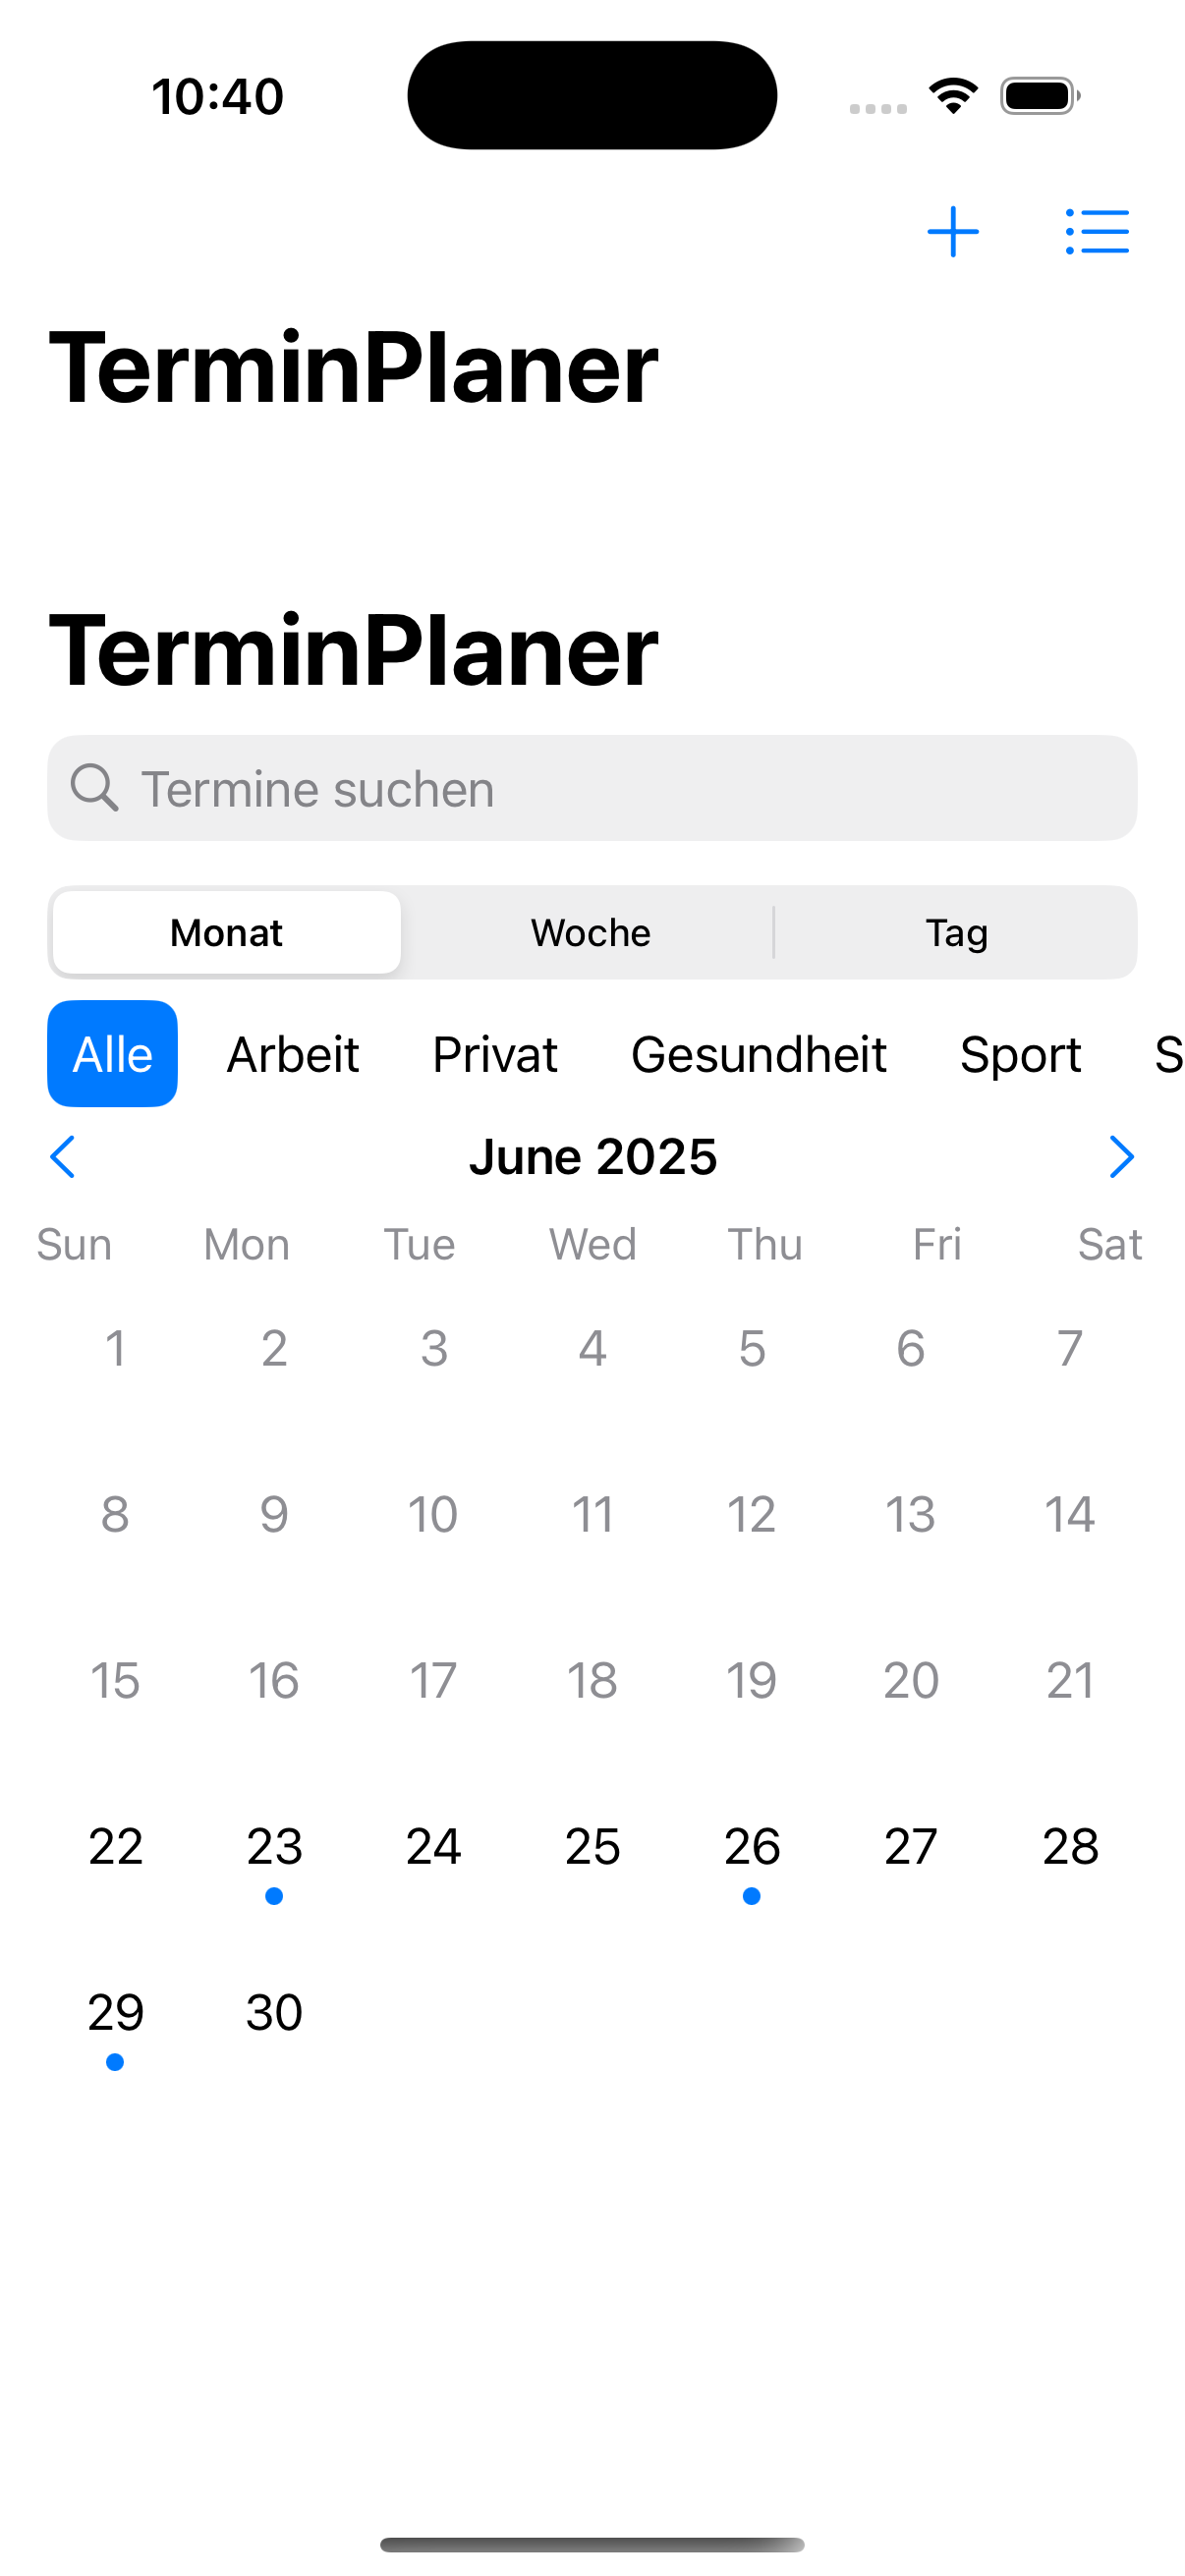 10:40
TerminPlaner
TerminPlaner
Termine suchen
Monat Woche Tag
Alle Arbeit Privat Gesundheit Sport S
June 2025
Sun Mon Tue Wed Thu Fri Sat
1 2 3 4 5 6 7
8 9 10 11 12 13 14
15 16 17 18 19 20 21
22 23 24 25 26 27 28
29 30